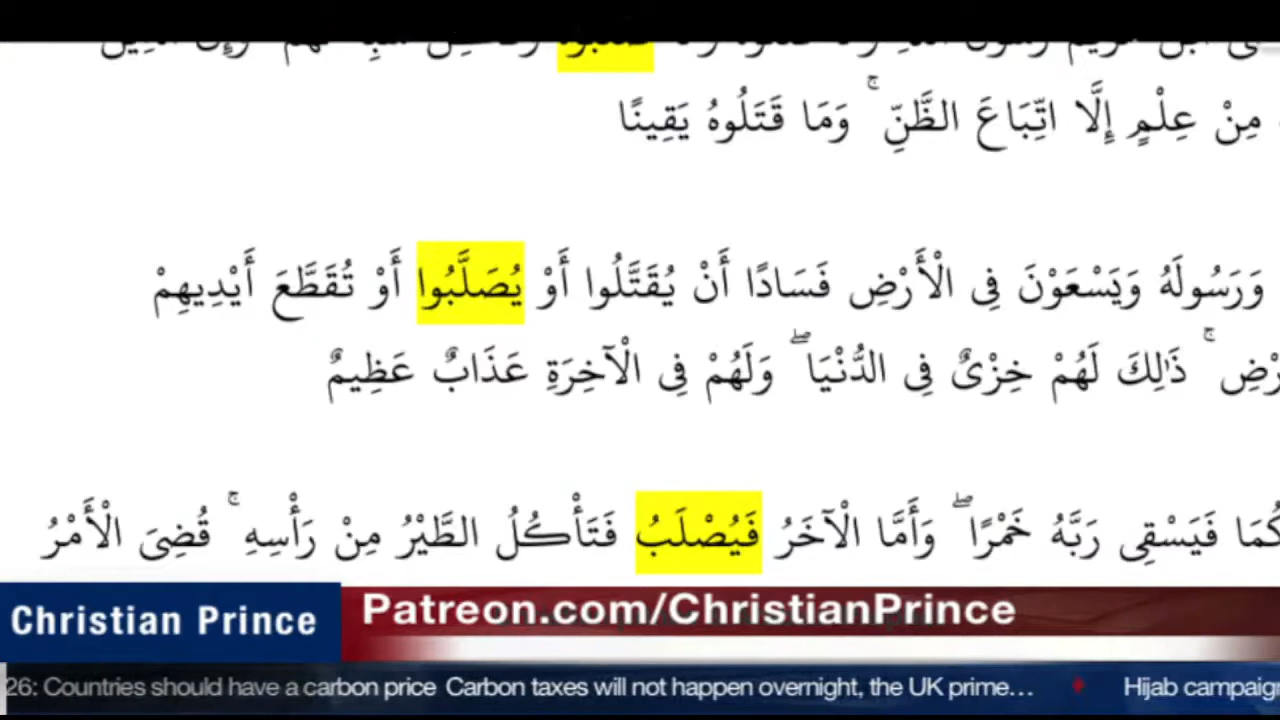 مِنْ عِلْمٍ إِلَّا اتِّبَاعَ الظَّنِّ ۚ وَمَا قَتَلُوهُ يَقِينًا
وَرَسُولَهُ وَيَسْعَوْنَ فِى الْأَرْضِ فَسَادًا أَنْ يُقَتَّلُوا أَوْ يُصَلَّبُوا أَوْ تُقَطَّعَ أَيْدِيهِمْ
ۚ ذَٰلِكَ لَهُمْ خِزْىٌ فِى الدُّنْيَا ۖ وَلَهُمْ فِى الْآخِرَةِ عَذَابٌ عَظِيمٌ
فَيَسْقِى رَبَّهُ خَمْرًا ۖ وَأَمَّا الْآخَرُ فَيُصْلَبُ فَتَأْكُلُ الطَّيْرُ مِنْ رَأْسِهِ ۚ قُضِىَ الْأَمْرُ
Christian Prince
Patreon.com/ChristianPrince
26: Countries should have a carbon price Carbon taxes will not happen overnight, the UK prime... Hijab campaig